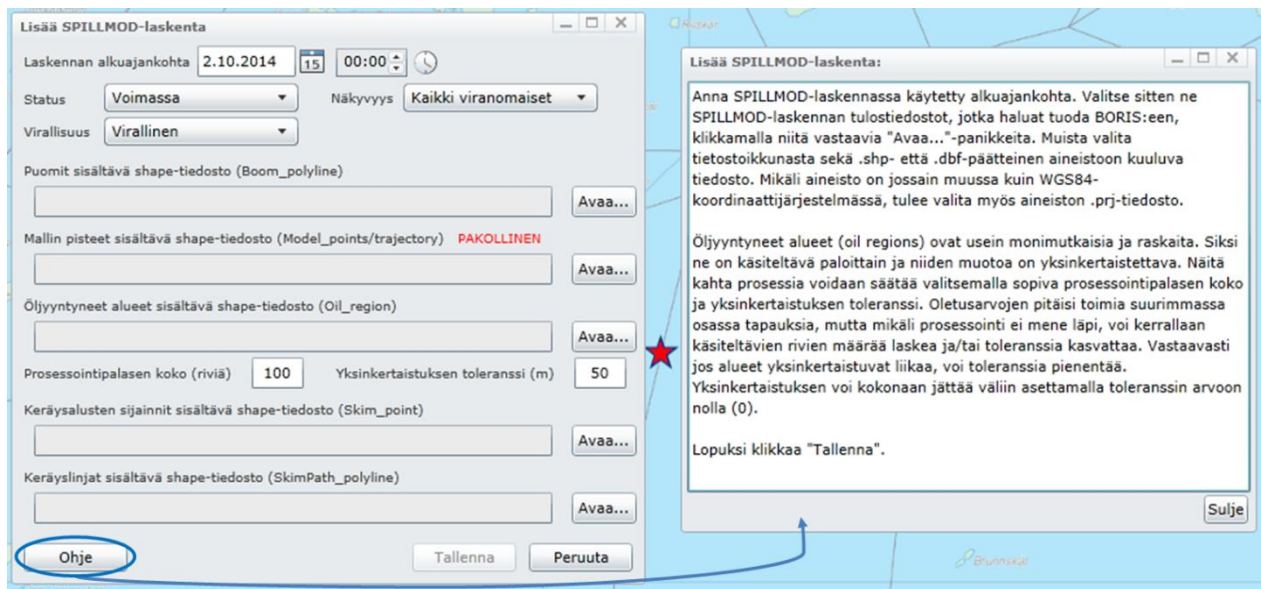 Lisää SPILLMOD-laskenta
Laskennan alkuajankohta 2.10.2014 15 00:00
Status Voimassa Näkyvyys Kaikki viranomaiset
Virallisuus Virallinen
Puomit sisältävä shape-tiedosto (Boom_polyline)
Avaa...
Mallin pisteet sisältävä shape-tiedosto (Model_points/trajectory) PAKOLLINEN
Avaa...
Öljyyntyneet alueet sisältävä shape-tiedosto (Oil_region)
Avaa...
Prosessointipalasen koko (riviä) 100 Yksinkertaistuksen toleranssi (m) 50
Keräysalusten sijainnit sisältävä shape-tiedosto (Skim_point)
Avaa...
Keräyslinjat sisältävä shape-tiedosto (SkimPath_polyline)
Avaa...
Ohje Tallenna Peruuta
Lisää SPILLMOD-laskenta:
Anna SPILLMOD-laskennassa käytetty alkuajankohta. Valitse sitten ne
SPILLMOD-laskennan tulostiedostot, jotka haluat tuoda BORIS:een,
klikkamalla niitä vastaavia "Avaa..."-panikkeita. Muista valita
tietostoikkunasta sekä .shp- että .dbf-päätteinen aineistoon kuuluva
tiedosto. Mikäli aineisto on jossain muussa kuin WGS84-
koordinaattijärjestelmässä, tulee valita myös aineiston .prj-tiedosto.
Öljyyntyneet alueet (oil regions) ovat usein monimutkaisia ja raskaita. Siksi
ne on käsiteltävä paloittain ja niiden muotoa on yksinkertaistettava. Näitä
kahta prosessia voidaan säätää valitsemalla sopiva prosessointipalasen koko
ja yksinkertaistuksen toleranssi. Oletusarvojen pitäisi toimia suurimmassa
osassa tapauksia, mutta mikäli prosessointi ei mene läpi, voi kerrallaan
käsiteltävien rivien määrää laskea ja/tai toleranssia kasvattaa. Vastaavasti
jos alueet yksinkertaistuvat liikaa, voi toleranssia pienentää.
Yksinkertaistuksen voi kokonaan jättää väliin asettamalla toleranssin arvoon
nolla (0).
Lopuksi klikkaa "Tallenna".
Sulje
Brunnskär